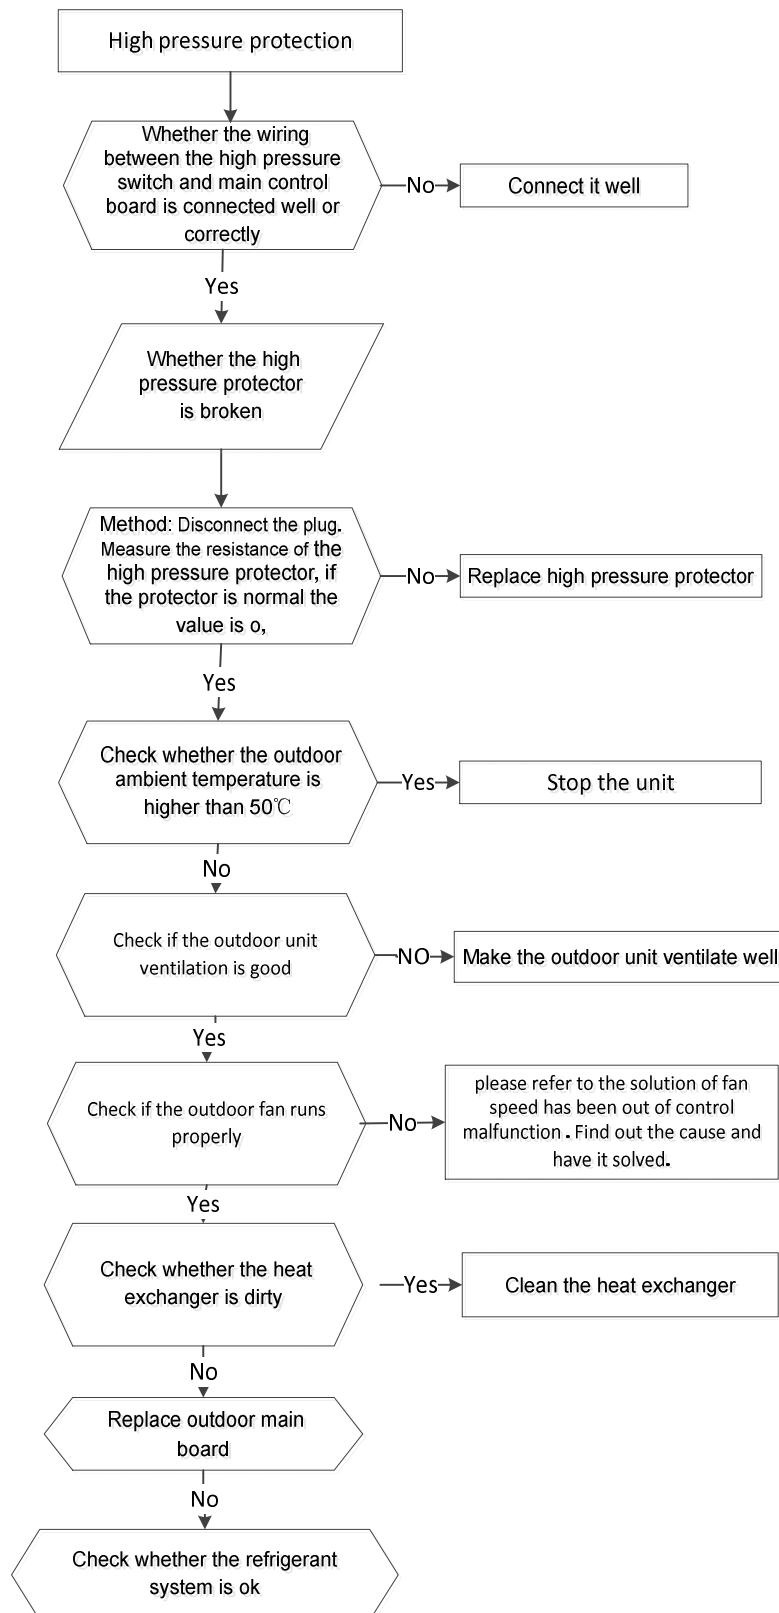 High pressure protection
Whether the wiring
between the high pressure
switch and main control
board is connected well or
correctly
No
Connect it well
Yes
Whether the high
pressure protector
is broken
Method: Disconnect the plug.
Measure the resistance of the
high pressure protector, if
the protector is normal the
value is o,
No
Replace high pressure protector
Yes
Check whether the outdoor
ambient temperature is
higher than 50℃
Yes
Stop the unit
No
Check if the outdoor unit
ventilation is good
NO
Make the outdoor unit ventilate well
Yes
Check if the outdoor fan runs
properly
No
please refer to the solution of fan
speed has been out of control
malfunction. Find out the cause and
have it solved.
Yes
Check whether the heat
exchanger is dirty
Yes
Clean the heat exchanger
No
Replace outdoor main
board
No
Check whether the refrigerant
system is ok